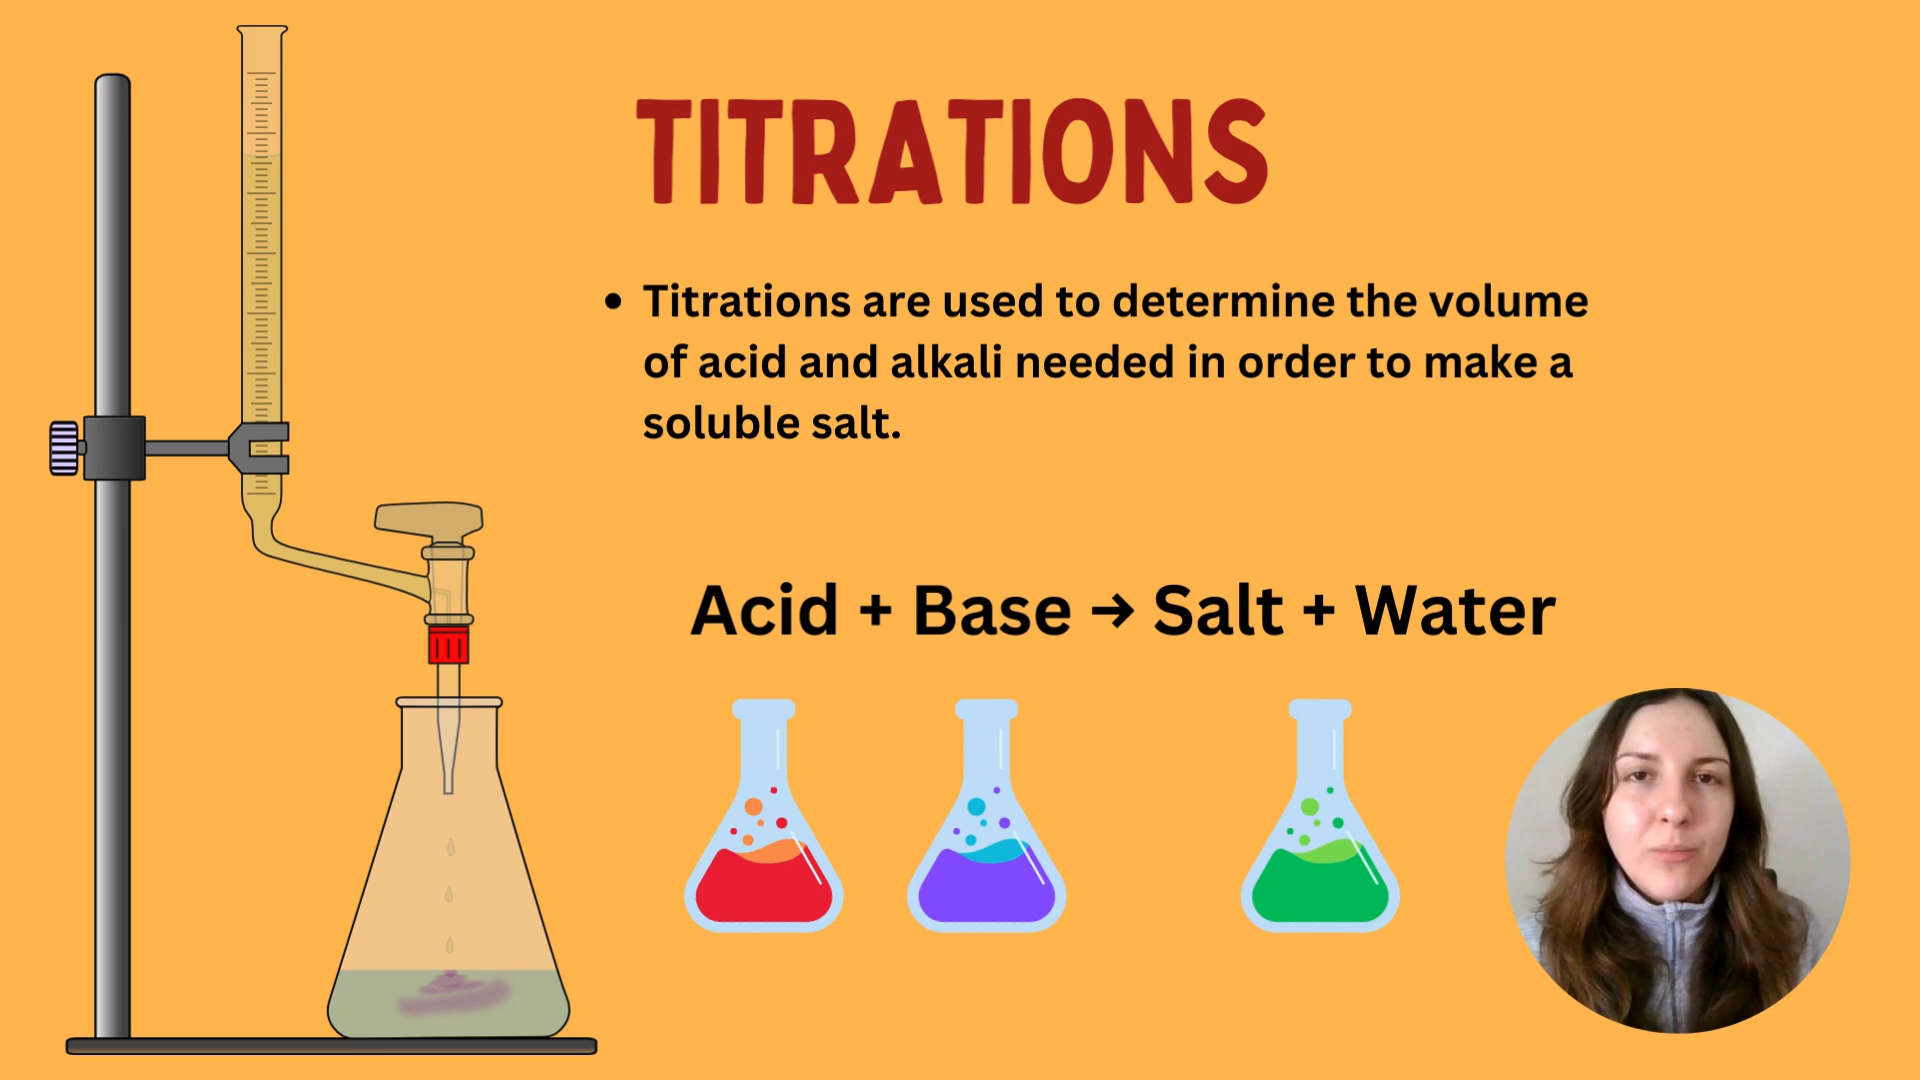 TITRATIONS
• Titrations are used to determine the volume
of acid and alkali needed in order to make a
soluble salt.
Acid + Base → Salt + Water